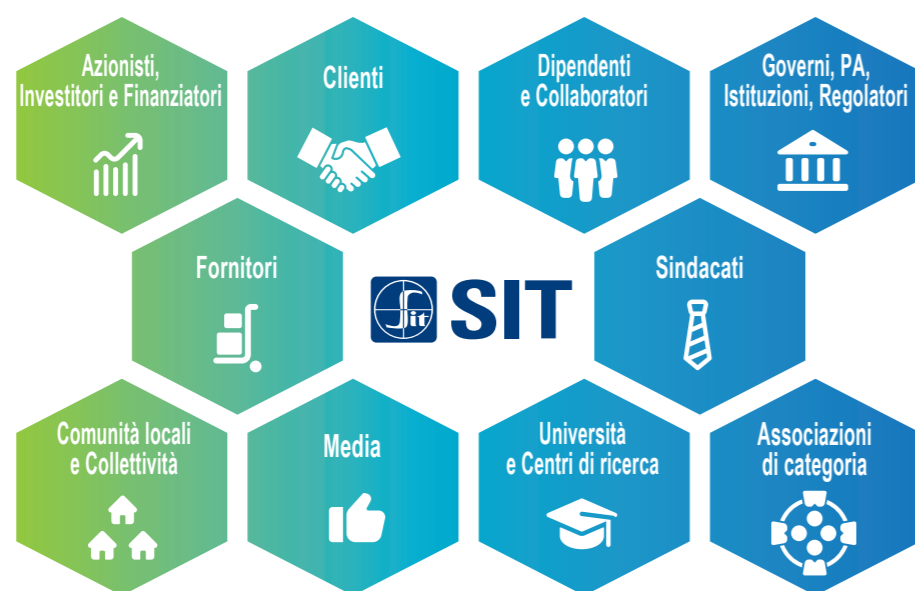 Azionisti,
Investitori e Finanziatori
Clienti
Dipendenti
e Collaboratori
Governi, PA,
Istituzioni, Regolatori
Fornitori
Sit
SIT
Sindacati
Comunità locali
e Collettività
Media
Università
e Centri di ricerca
Associazioni
di categoria